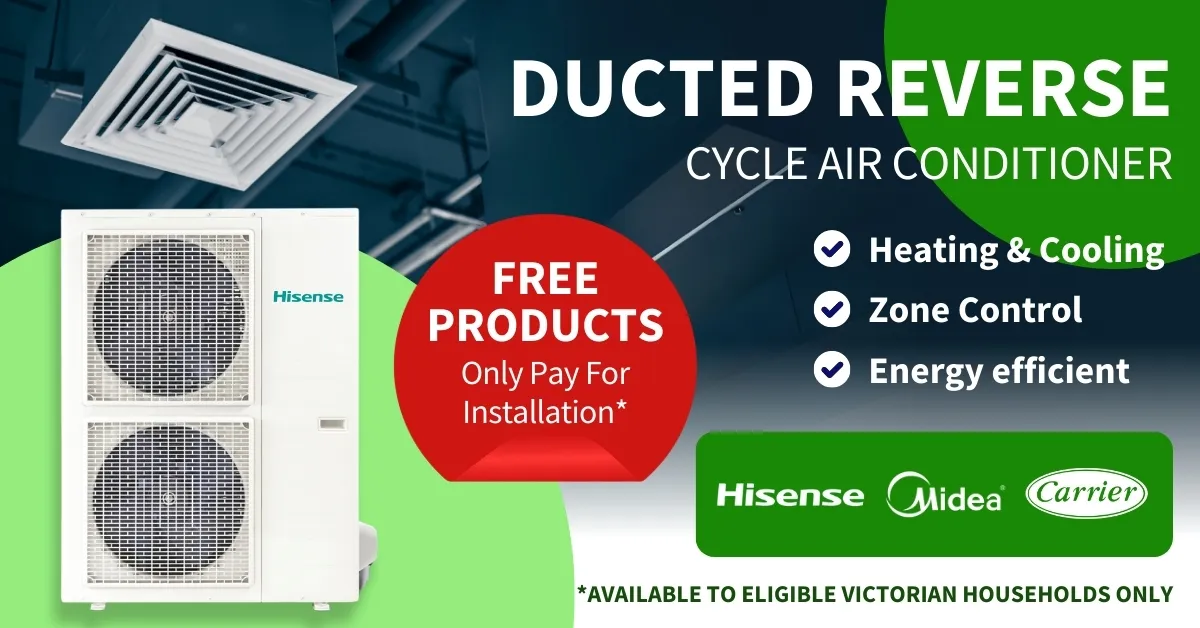 DUCTED REVERSE
CYCLE AIR CONDITIONER
Heating & Cooling
Zone Control
Energy efficient
Hisense
FREE
PRODUCTS
Only Pay For
Installation*
Hisense Midea® Carrier
*AVAILABLE TO ELIGIBLE VICTORIAN HOUSEHOLDS ONLY